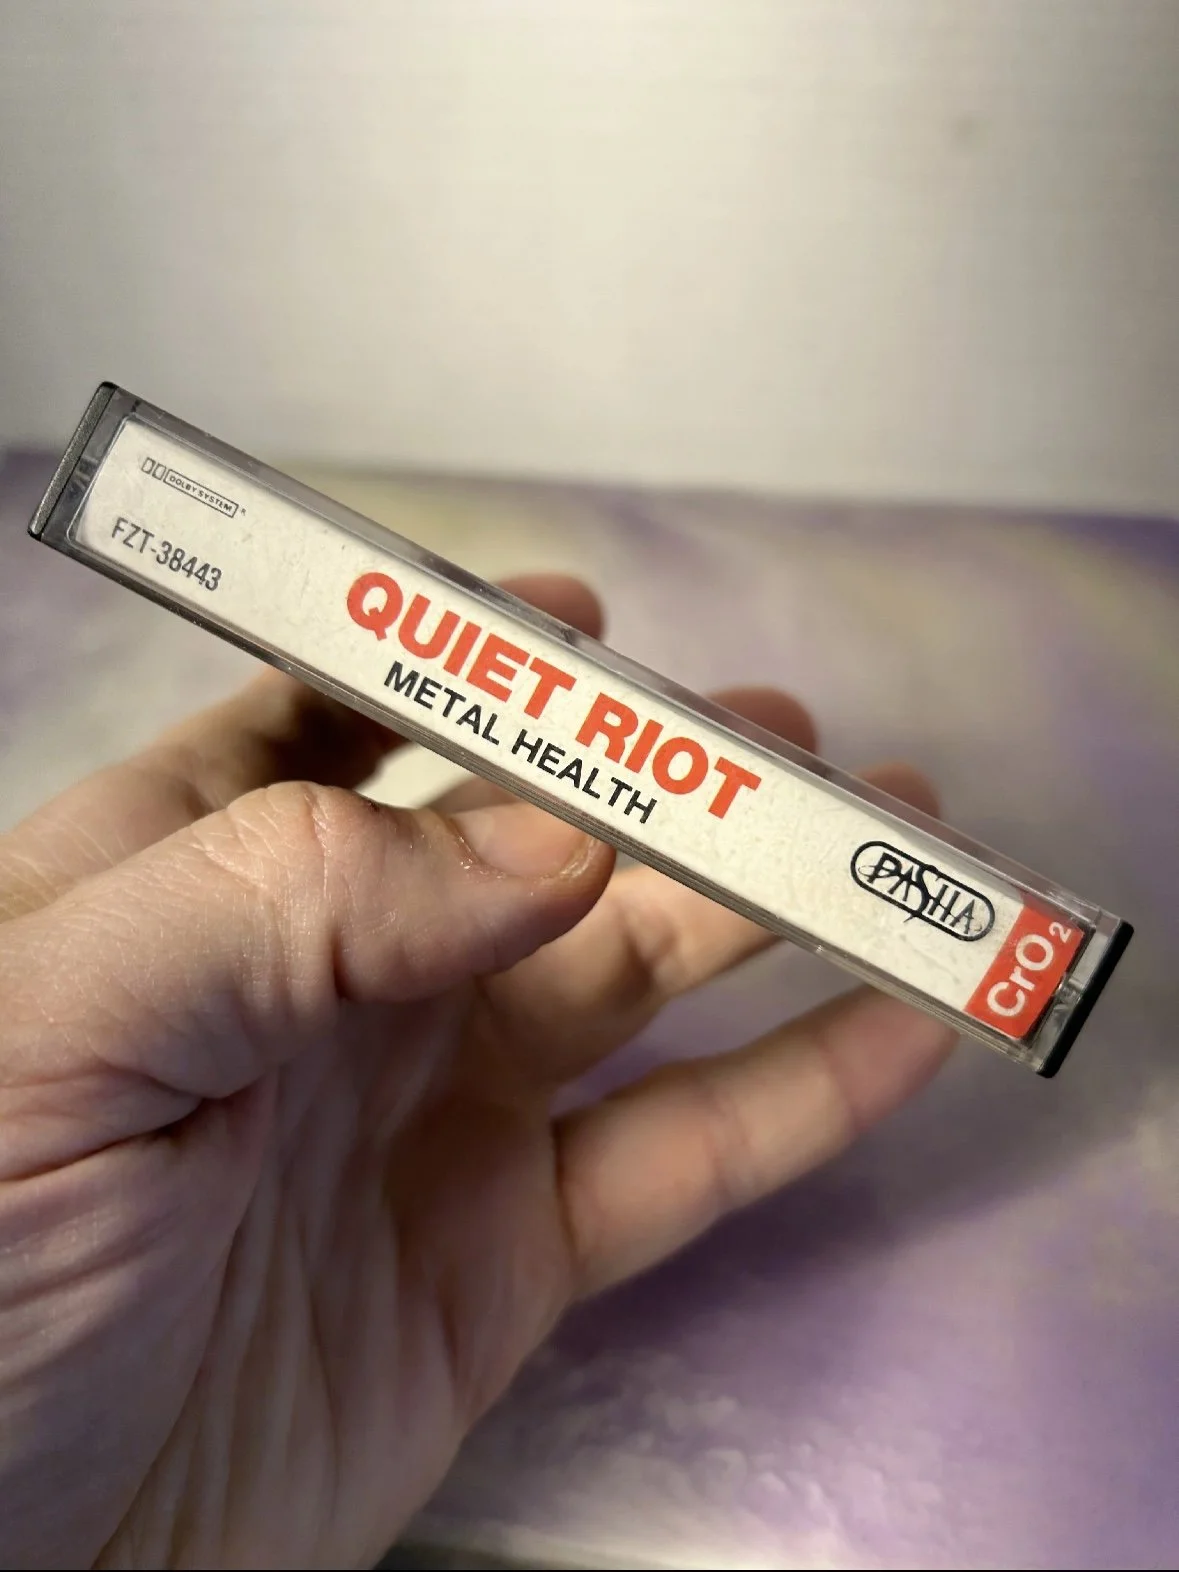 DOLBY SYSTEM®
FZT-38443
QUIET RIOT
METAL HEALTH
PASHA
CrO₂